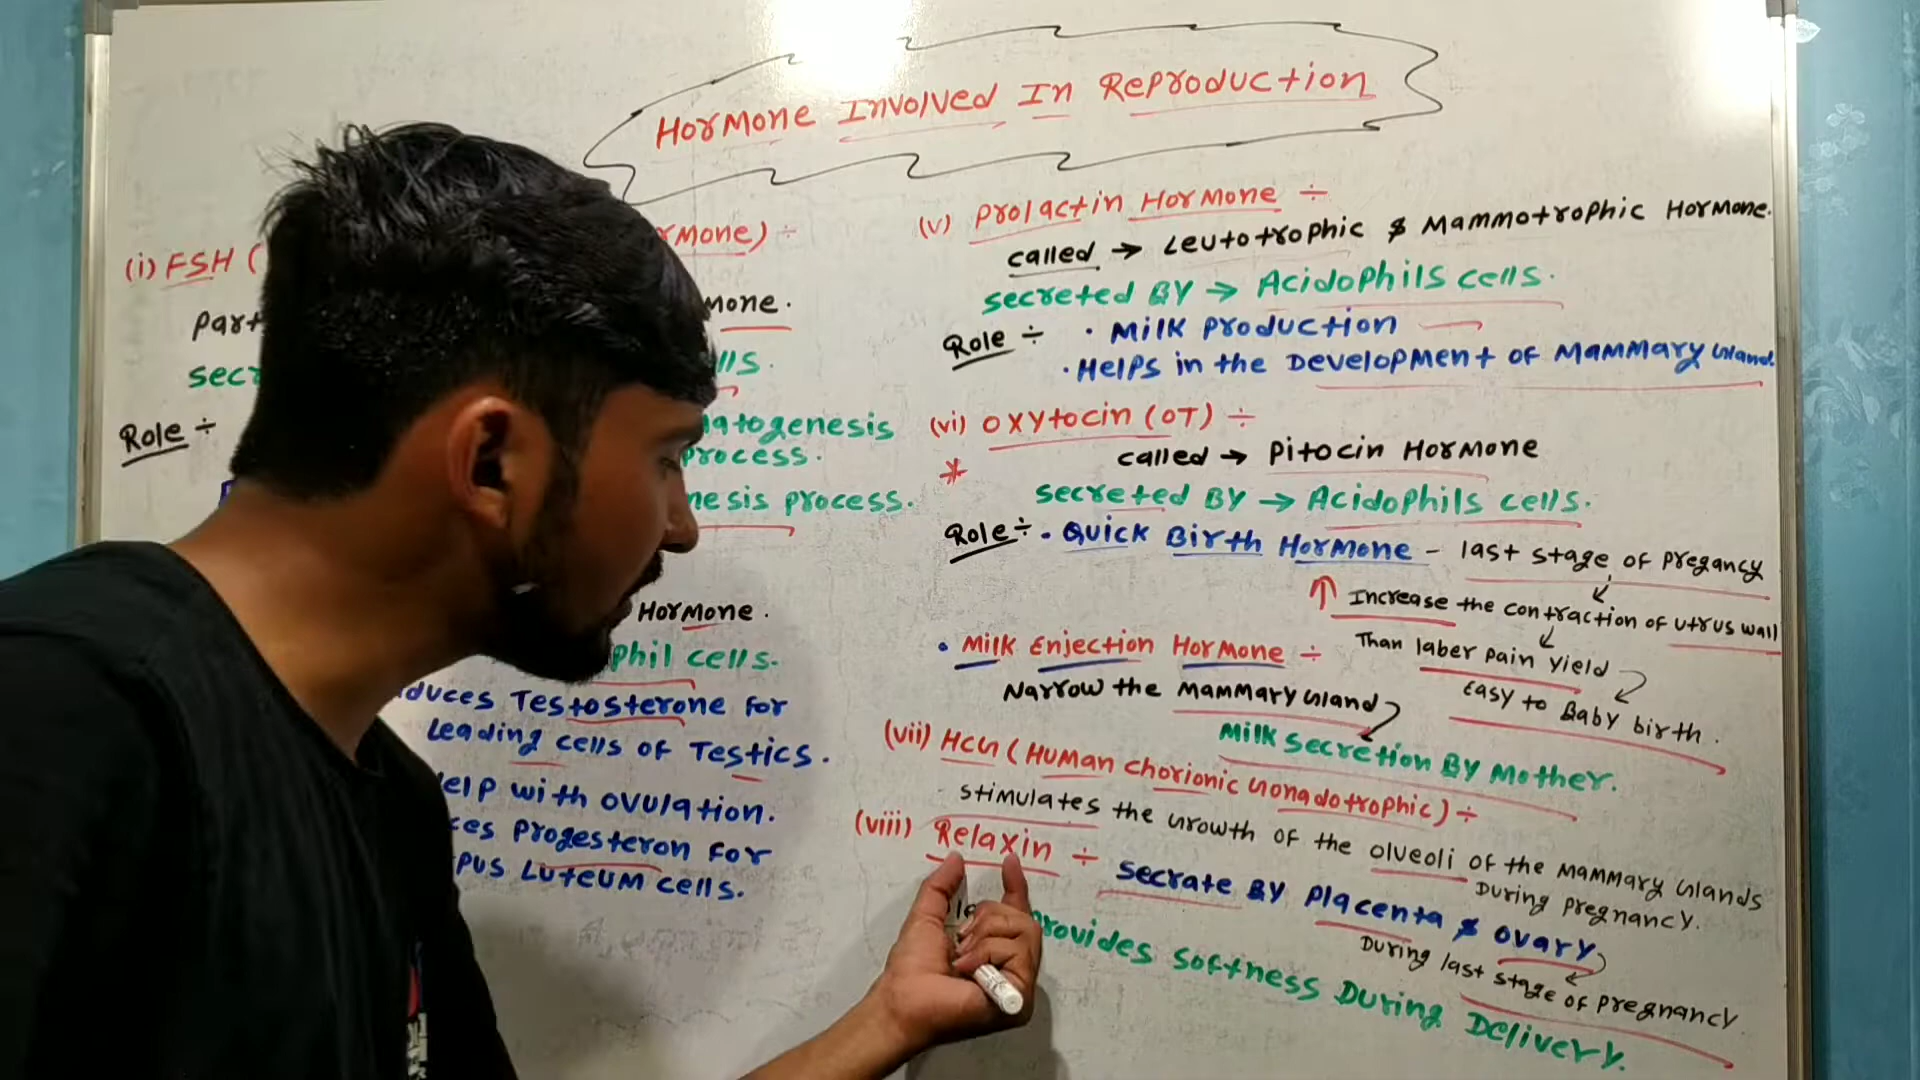 Hormone Involved In Reproduction
(i) FSH ( rmone) ÷
Part mone.
secr lls.
Role ÷ atogenesis
process.
nesis process.
Hormone.
phil cells.
duces Testosterone for
Leading cells of Testics.
elp with ovulation.
ces Progesteron for
pus Luteum cells.
(v) Prolactin Hormone ÷
called → Leutotrophic & Mammotrophic Hormone.
secreted By → Acidophils cells.
Role ÷ • Milk production
• Helps in the Development of Mammary Gland.
(vi) Oxytocin (OT) ÷
* called → Pitocin Hormone
secreted By → Acidophils cells.
Role ÷ • Quick Birth Hormone - last stage of pregancy
↑ Increase the contraction of utrus wall
Than laber pain yield
Easy to Baby birth.
• Milk Enjection Hormone ÷
Narrow the mammary Gland
Milk secretion By Mother.
(vii) HCG (Human Chorionic Gonadotrophic) ÷
stimulates the Growth of the olveoli of the mammary Glands
During pregnancy.
(viii) Relaxin ÷ secrate By Placenta & ovary
During last stage of pregnancy
provides softness During Delivery.